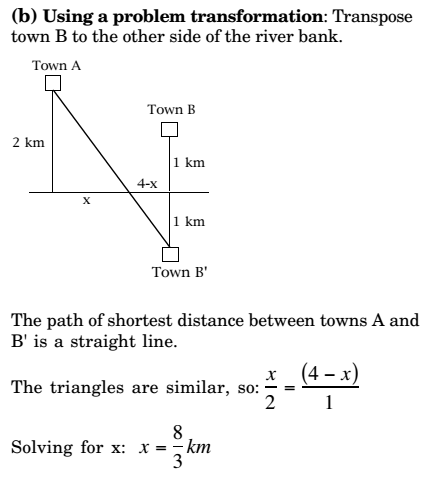 (b) Using a problem transformation: Transpose
town B to the other side of the river bank.
Town A
Town B
2 km
1 km
4-x
x
1 km
Town B'
The path of shortest distance between towns A and
B' is a straight line.
The triangles are similar, so: x/2 = (4 – x)/1
Solving for x: x = 8/3 km